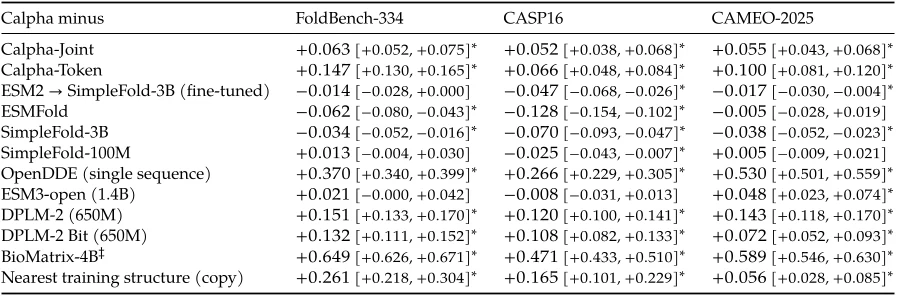 Calpha minus FoldBench-334 CASP16 CAMEO-2025
Calpha-Joint +0.063 [+0.052, +0.075]* +0.052 [+0.038, +0.068]* +0.055 [+0.043, +0.068]*
Calpha-Token +0.147 [+0.130, +0.165]* +0.066 [+0.048, +0.084]* +0.100 [+0.081, +0.120]*
ESM2 → SimpleFold-3B (fine-tuned) −0.014 [−0.028, +0.000] −0.047 [−0.068, −0.026]* −0.017 [−0.030, −0.004]*
ESMFold −0.062 [−0.080, −0.043]* −0.128 [−0.154, −0.102]* −0.005 [−0.028, +0.019]
SimpleFold-3B −0.034 [−0.052, −0.016]* −0.070 [−0.093, −0.047]* −0.038 [−0.052, −0.023]*
SimpleFold-100M +0.013 [−0.004, +0.030] −0.025 [−0.043, −0.007]* +0.005 [−0.009, +0.021]
OpenDDE (single sequence) +0.370 [+0.340, +0.399]* +0.266 [+0.229, +0.305]* +0.530 [+0.501, +0.559]*
ESM3-open (1.4B) +0.021 [−0.000, +0.042] −0.008 [−0.031, +0.013] +0.048 [+0.023, +0.074]*
DPLM-2 (650M) +0.151 [+0.133, +0.170]* +0.120 [+0.100, +0.141]* +0.143 [+0.118, +0.170]*
DPLM-2 Bit (650M) +0.132 [+0.111, +0.152]* +0.108 [+0.082, +0.133]* +0.072 [+0.052, +0.093]*
BioMatrix-4B‡ +0.649 [+0.626, +0.671]* +0.471 [+0.433, +0.510]* +0.589 [+0.546, +0.630]*
Nearest training structure (copy) +0.261 [+0.218, +0.304]* +0.165 [+0.101, +0.229]* +0.056 [+0.028, +0.085]*